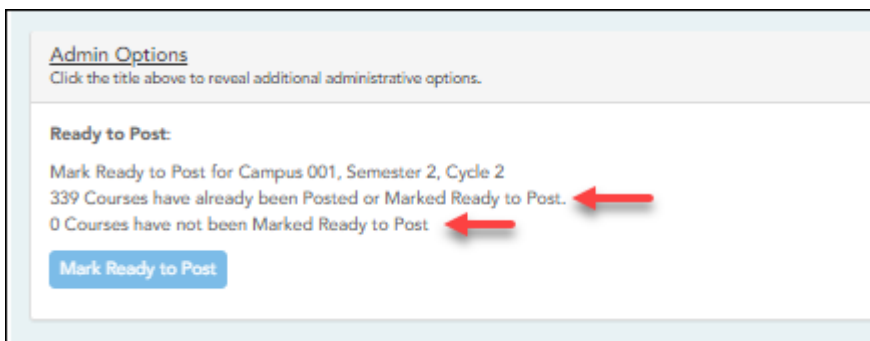 Admin Options
Click the title above to reveal additional administrative options.
Ready to Post:
Mark Ready to Post for Campus 001, Semester 2, Cycle 2
339 Courses have already been Posted or Marked Ready to Post.
0 Courses have not been Marked Ready to Post
Mark Ready to Post